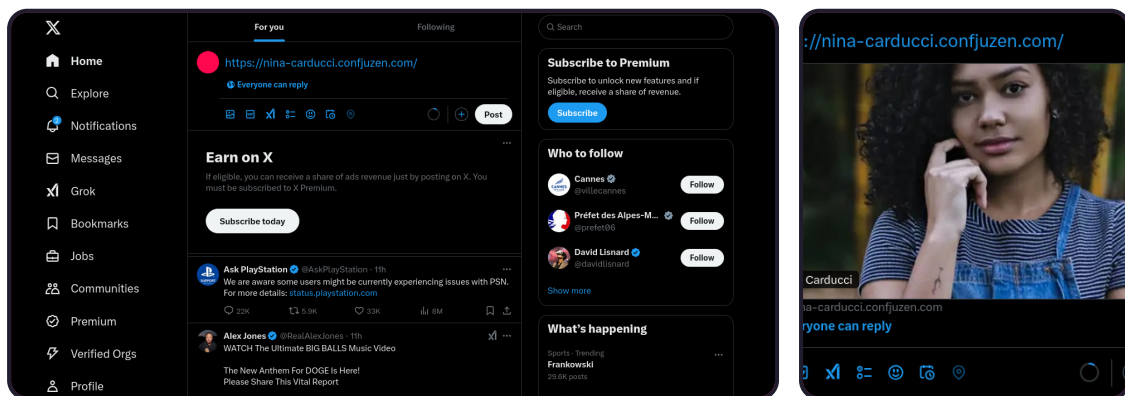 For you
Following
Search
Home
Explore
Notifications
2
Messages
Grok
Bookmarks
Jobs
Communities
Premium
Verified Orgs
Profile
https://nina-carducci.confjuzen.com/
Everyone can reply
GIF
Post
Earn on X
If eligible, you can receive a share of ads revenue just by posting on X. You
must be subscribed to X Premium.
Subscribe today
Ask PlayStation @AskPlayStation · 11h
We are aware some users might be currently experiencing issues with PSN.
For more details: status.playstation.com
22K 5.9K 33K 8M
Alex Jones @RealAlexJones · 11h
WATCH The Ultimate BIG BALLS Music Video
The New Anthem For DOGE Is Here!
Please Share This Vital Report
Subscribe to Premium
Subscribe to unlock new features and if
eligible, receive a share of revenue.
Subscribe
Who to follow
Cannes
@villecannes
Follow
Préfet des Alpes-M...
@prefet06
Follow
David Lisnard
@davidlisnard
Follow
Show more
What's happening
Sports · Trending
Frankowski
29.6K posts
://nina-carducci.confjuzen.com/
Carducci
a-carducci.confjuzen.com
ryone can reply